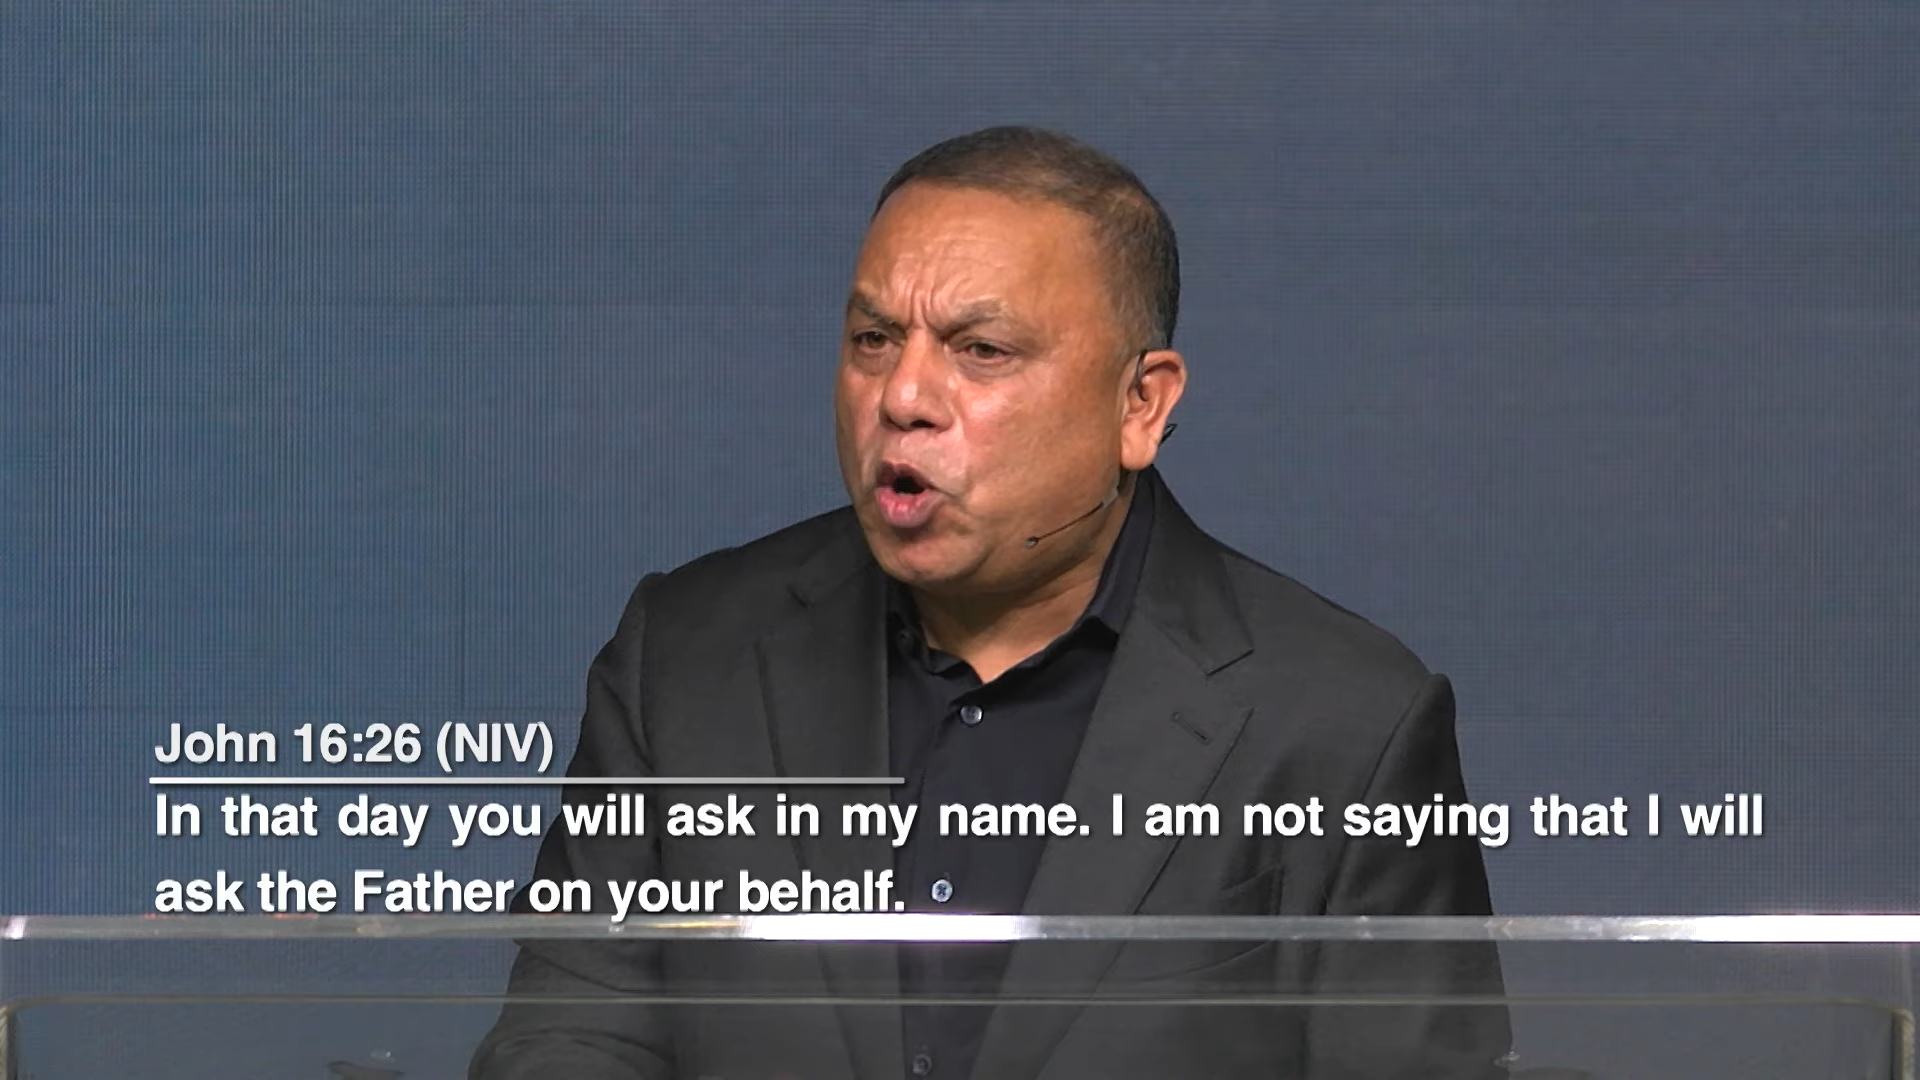 John 16:26 (NIV)
In that day you will ask in my name. I am not saying that I will
ask the Father on your behalf.